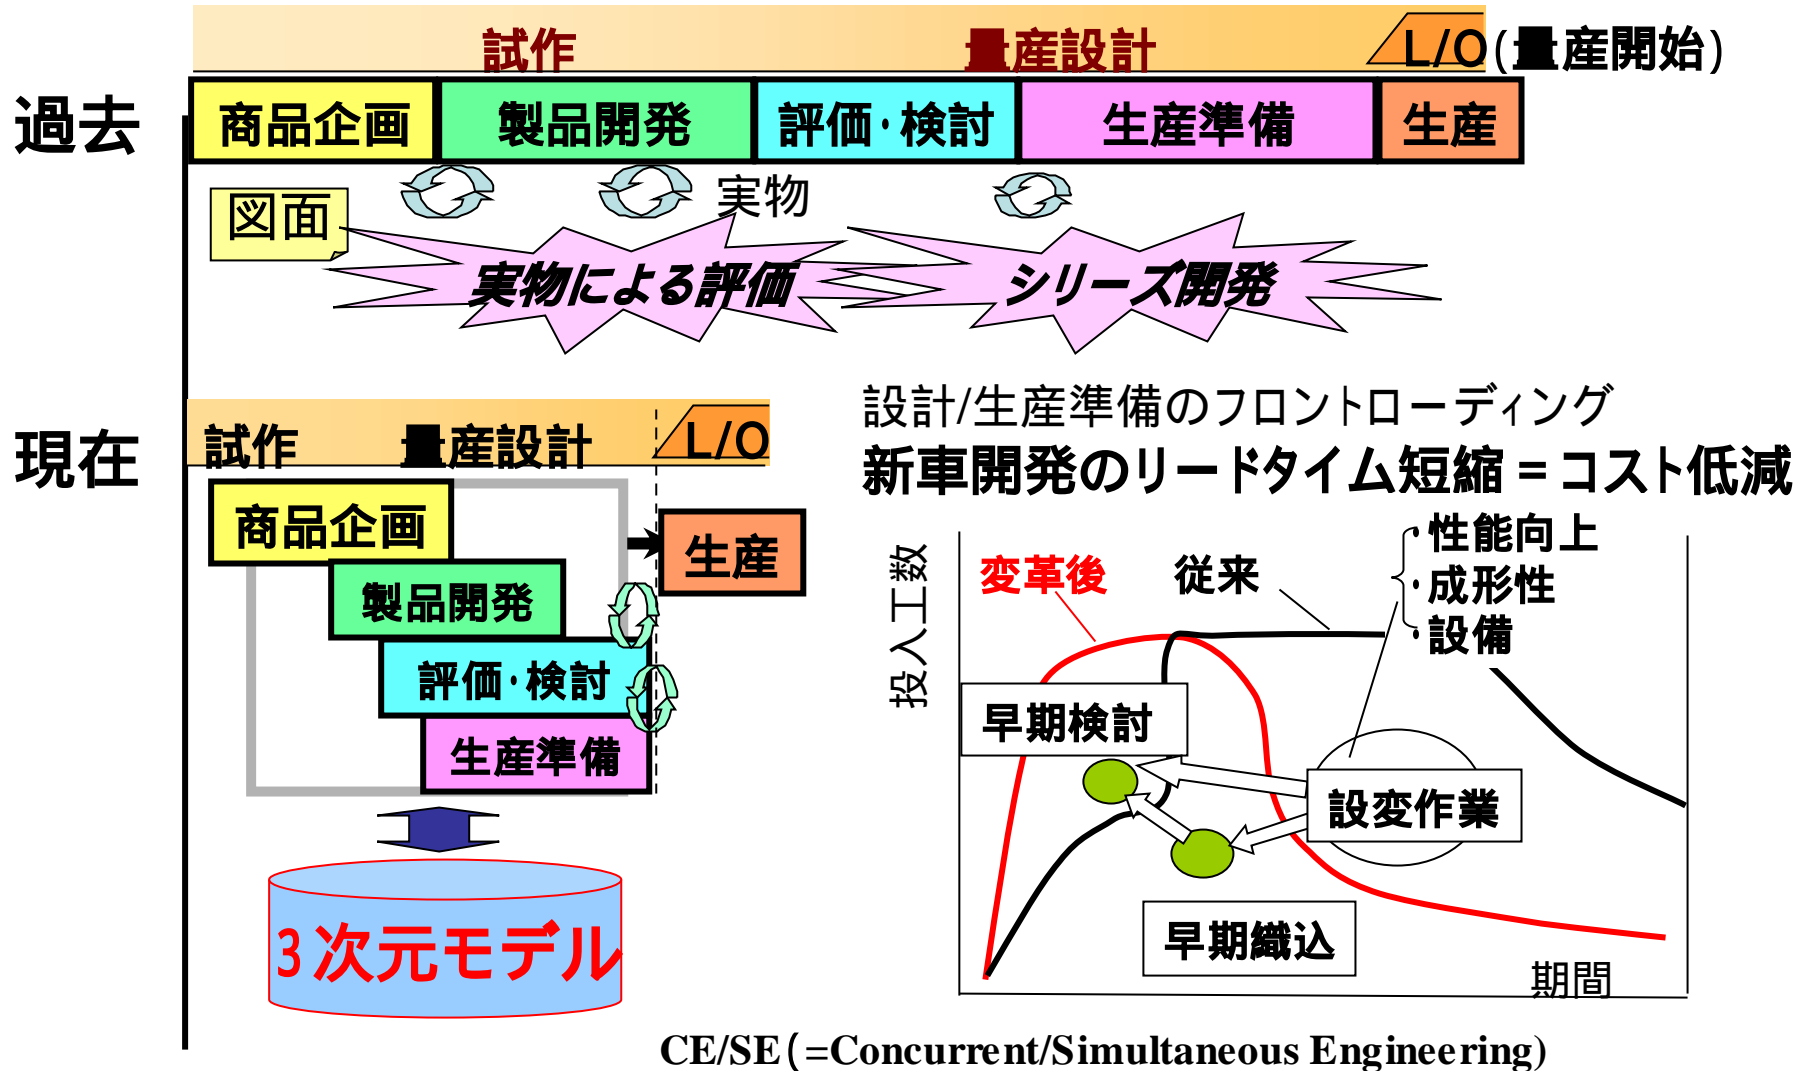 試作
量産設計
L/O(量産開始)
過去
商品企画
製品開発
評価・検討
生産準備
生産
図面
実物
実物による評価
シリーズ開発
現在
試作
量産設計
L/O
商品企画
製品開発
評価・検討
生産準備
生産
3次元モデル
設計/生産準備のフロントローディング
新車開発のリードタイム短縮=コスト低減
投入工数
変革後
従来
・性能向上
・成形性
・設備
早期検討
設変作業
早期織込
期間
CE/SE(=Concurrent/Simultaneous Engineering)